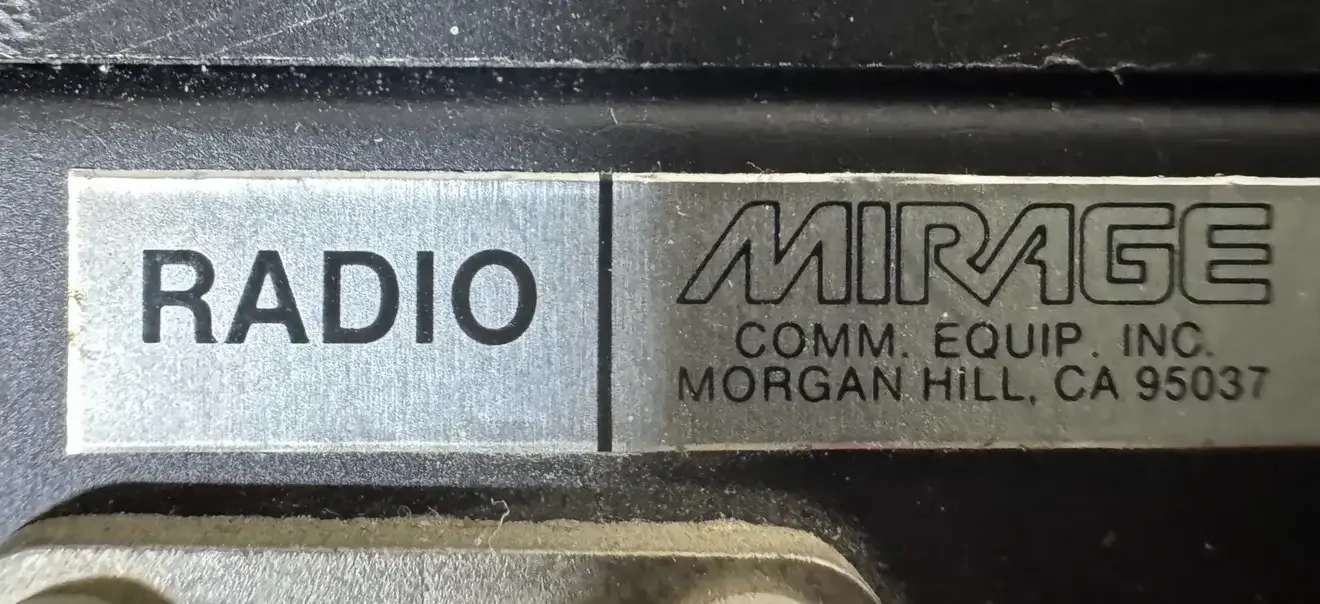 RADIO
MIRAGE
COMM. EQUIP. INC.
MORGAN HILL, CA 95037